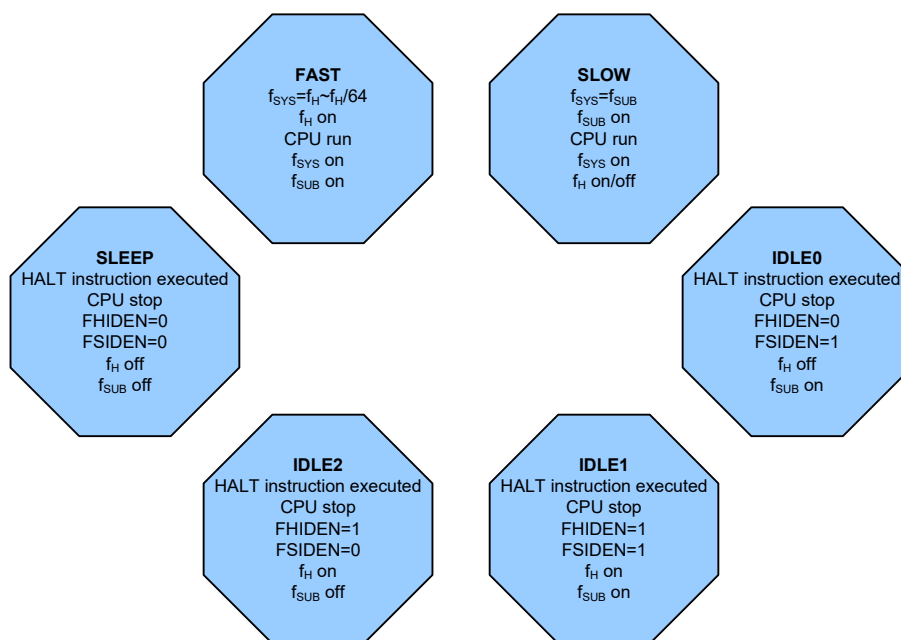 FAST
fSYS=fH~fH/64
fH on
CPU run
fSYS on
fSUB on
SLOW
fSYS=fSUB
fSUB on
CPU run
fSYS on
fH on/off
SLEEP
HALT instruction executed
CPU stop
FHIDEN=0
FSIDEN=0
fH off
fSUB off
IDLE0
HALT instruction executed
CPU stop
FHIDEN=0
FSIDEN=1
fH off
fSUB on
IDLE2
HALT instruction executed
CPU stop
FHIDEN=1
FSIDEN=0
fH on
fSUB off
IDLE1
HALT instruction executed
CPU stop
FHIDEN=1
FSIDEN=1
fH on
fSUB on